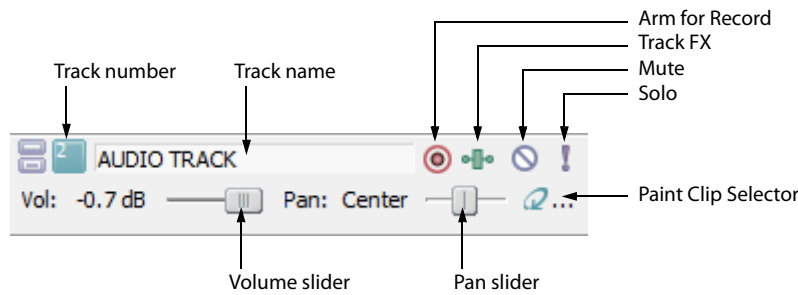 Arm for Record
Track FX
Mute
Solo
Track number
Track name
2
AUDIO TRACK
Vol: -0.7 dB
Pan: Center
...
Paint Clip Selector
Volume slider
Pan slider